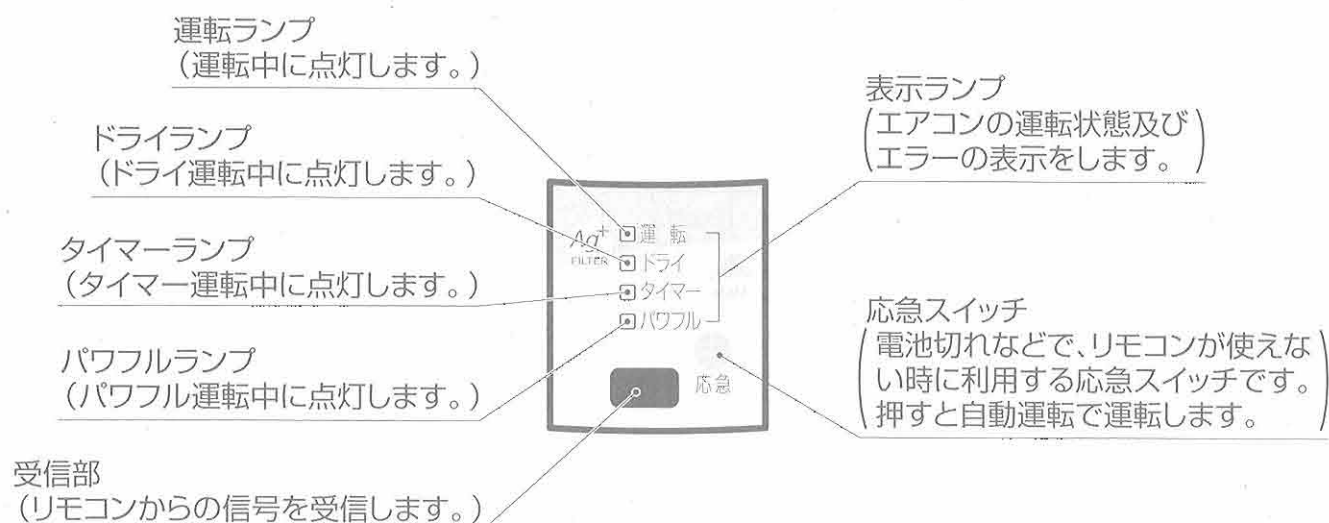 運転ランプ
（運転中に点灯します。）
ドライランプ
（ドライ運転中に点灯します。）
タイマーランプ
（タイマー運転中に点灯します。）
パワフルランプ
（パワフル運転中に点灯します。）
受信部
（リモコンからの信号を受信します。）
Ag+
FILTER
運転
ドライ
タイマー
パワフル
応急
表示ランプ
（エアコンの運転状態及び
エラーの表示をします。）
応急スイッチ
（電池切れなどで、リモコンが使えな
い時に利用する応急スイッチです。
押すと自動運転で運転します。）